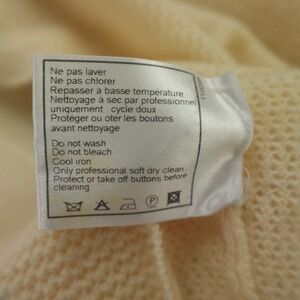 Ne pas laver
Ne pas chlorer
Repasser à basse température
Nettoyage à sec par professionnel
uniquement : cycle doux
Protéger ou oter les boutons
avant nettoyage
Do not wash
Do not bleach
Cool iron
Only professional soft dry clean.
Protect or take off buttons before
cleaning